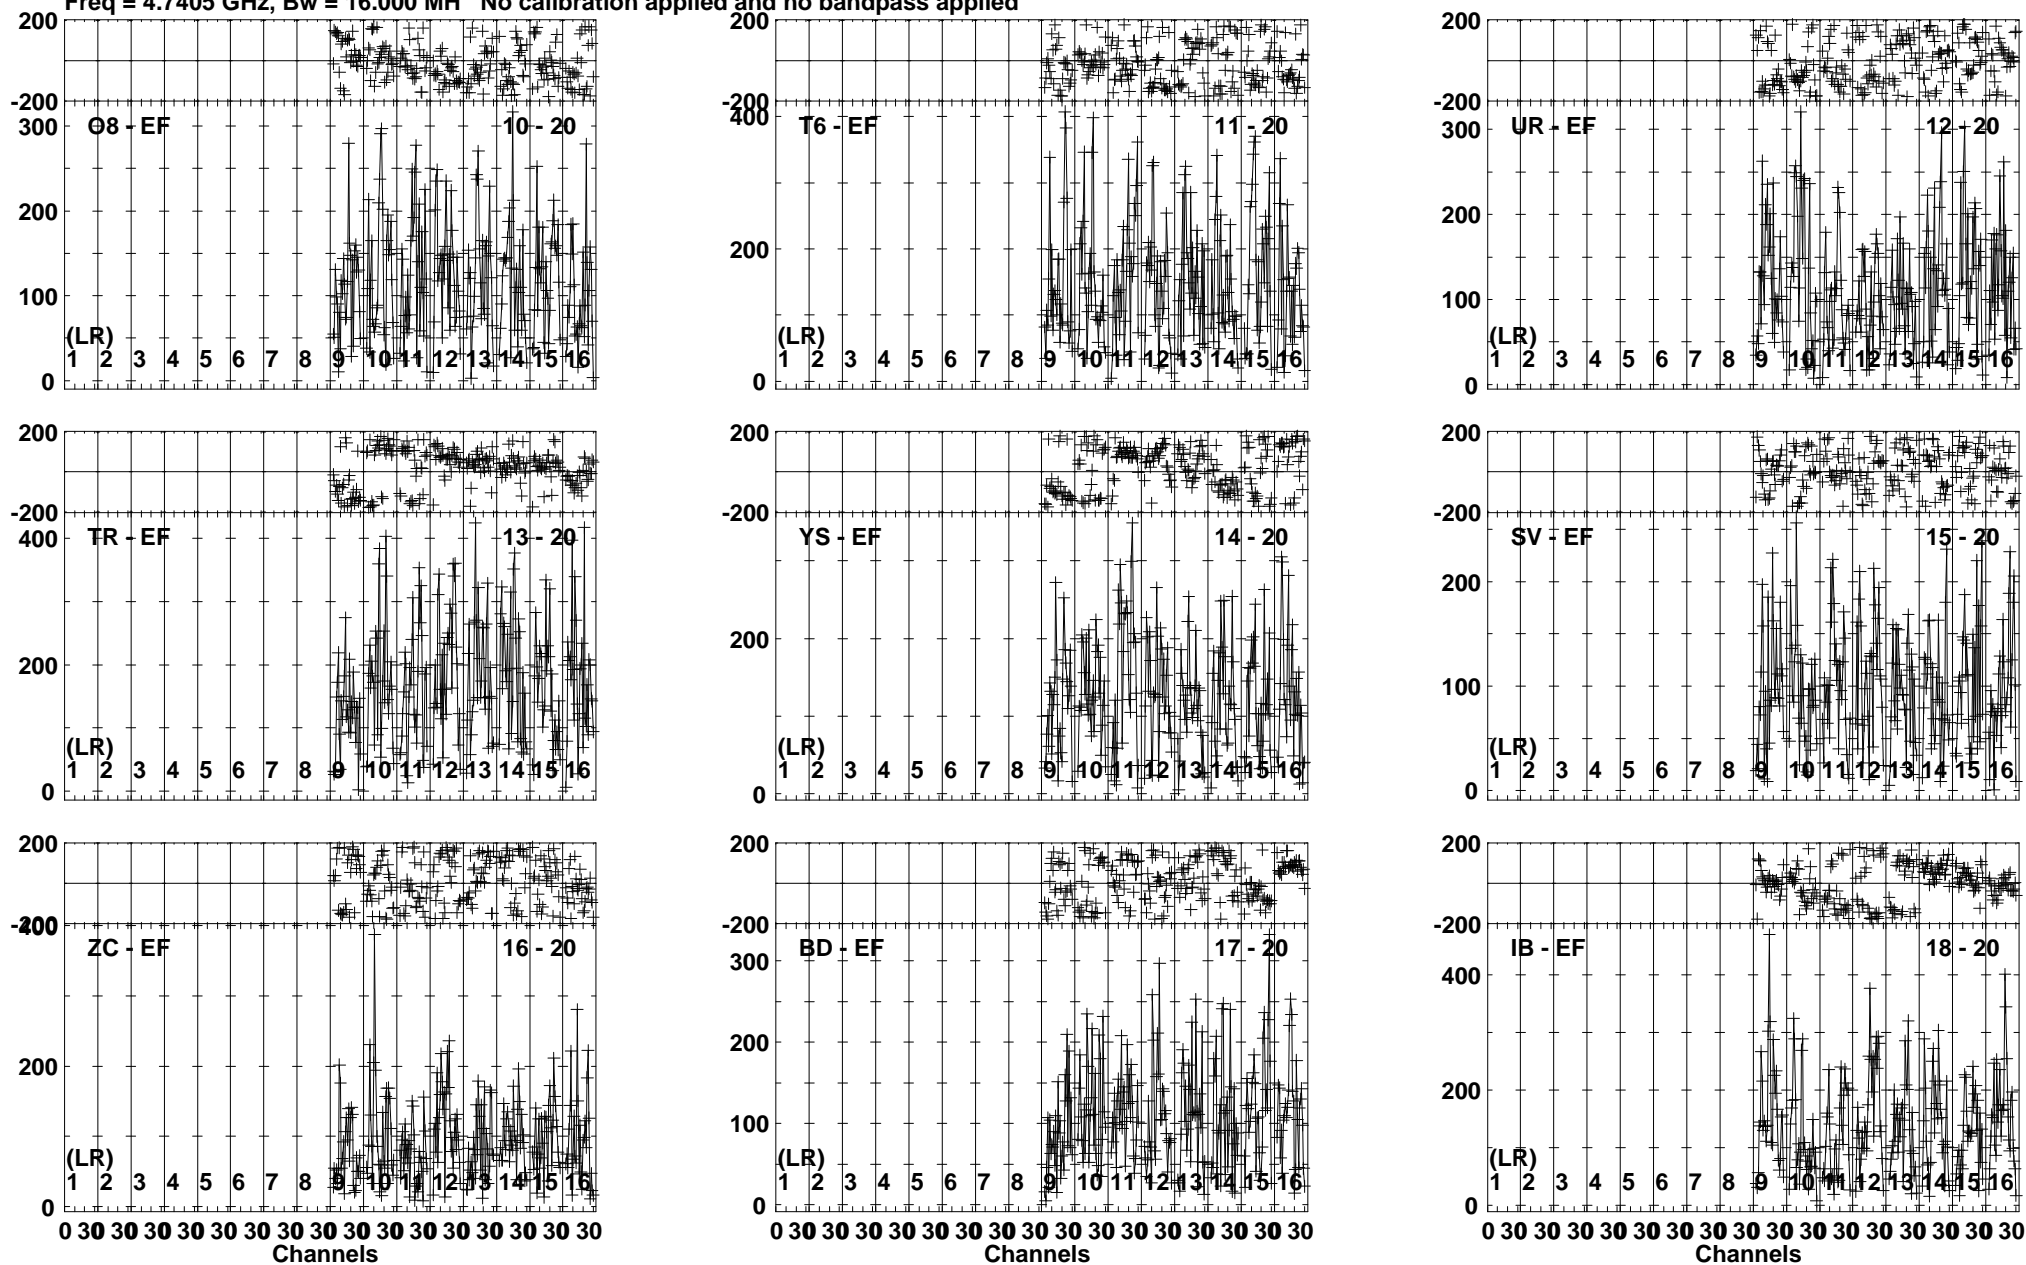 Freq = 4.7405 GHz, Bw = 16.000 MH No calibration applied and no bandpass applied
200
-200
O8 - EF 10 - 20
300
200
100
0
(LR)
1 2 3 4 5 6 7 8 9 10 11 12 13 14 15 16
200
-200
T6 - EF 11 - 20
400
200
0
(LR)
1 2 3 4 5 6 7 8 9 10 11 12 13 14 15 16
200
-200
UR - EF 12 - 20
300
200
100
0
(LR)
1 2 3 4 5 6 7 8 9 10 11 12 13 14 15 16
200
-200
TR - EF 13 - 20
400
200
0
(LR)
1 2 3 4 5 6 7 8 9 10 11 12 13 14 15 16
200
-200
YS - EF 14 - 20
200
0
(LR)
1 2 3 4 5 6 7 8 9 10 11 12 13 14 15 16
200
-200
SV - EF 15 - 20
200
100
0
(LR)
1 2 3 4 5 6 7 8 9 10 11 12 13 14 15 16
200
-200
400
ZC - EF 16 - 20
200
0
(LR)
1 2 3 4 5 6 7 8 9 10 11 12 13 14 15 16
0 30 30 30 30 30 30 30 30 30 30 30 30 30 30 30 30
Channels
200
-200
BD - EF 17 - 20
300
200
100
0
(LR)
1 2 3 4 5 6 7 8 9 10 11 12 13 14 15 16
0 30 30 30 30 30 30 30 30 30 30 30 30 30 30 30 30
Channels
200
-200
IB - EF 18 - 20
400
200
0
(LR)
1 2 3 4 5 6 7 8 9 10 11 12 13 14 15 16
0 30 30 30 30 30 30 30 30 30 30 30 30 30 30 30 30
Channels